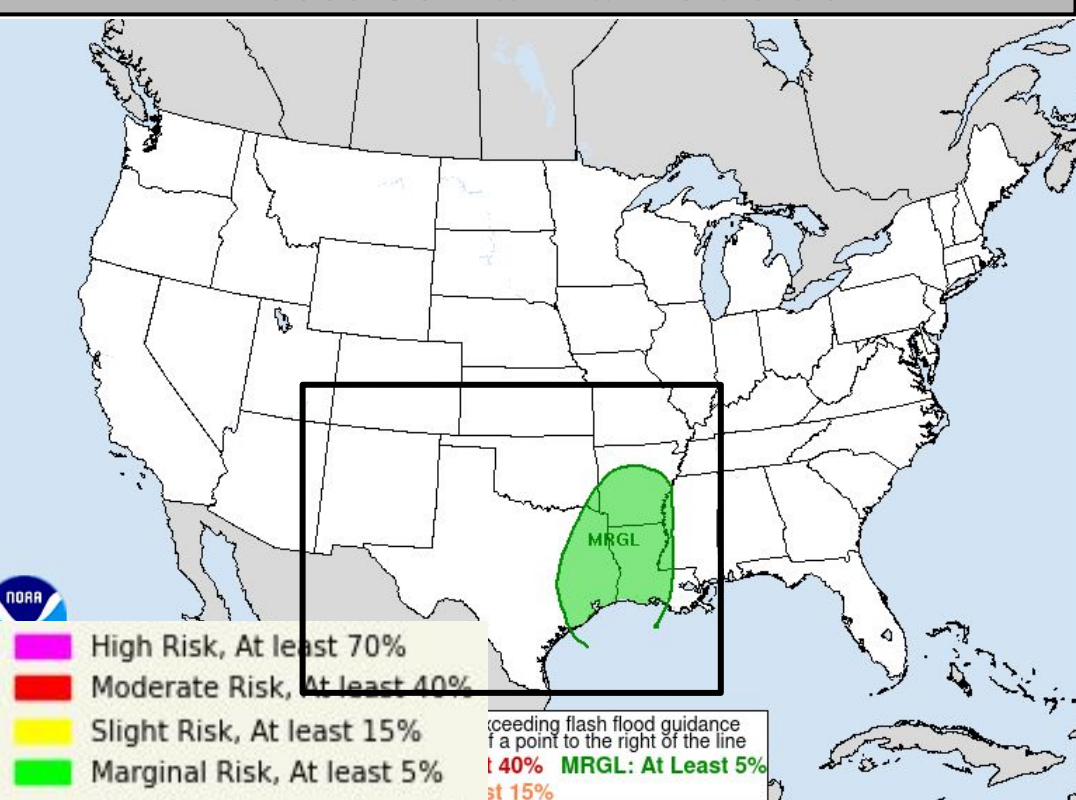 MRGL
NOAA
High Risk, At least 70%
Moderate Risk, At least 40%
Slight Risk, At least 15%
Marginal Risk, At least 5%
exceeding flash flood guidance
f a point to the right of the line
t 40% MRGL: At Least 5%
st 15%